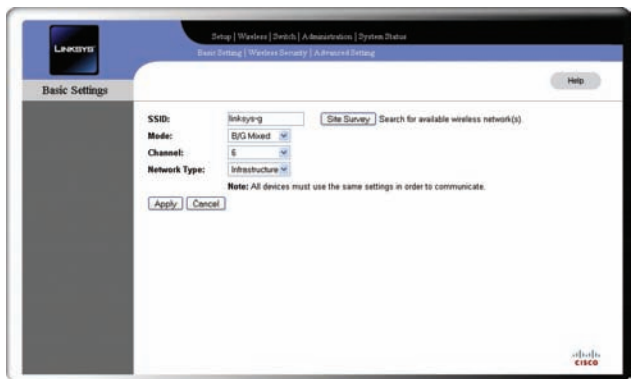 LINKSYS
Setup | Wireless | Switch | Administration | System Status
Basic Setting | Wireless Security | Advanced Setting
Basic Settings
Help
SSID: linksys-g Site Survey Search for available wireless network(s).
Mode: B/G Mixed
Channel: 6
Network Type: Infrastructure
Note: All devices must use the same settings in order to communicate.
Apply Cancel
CISCO